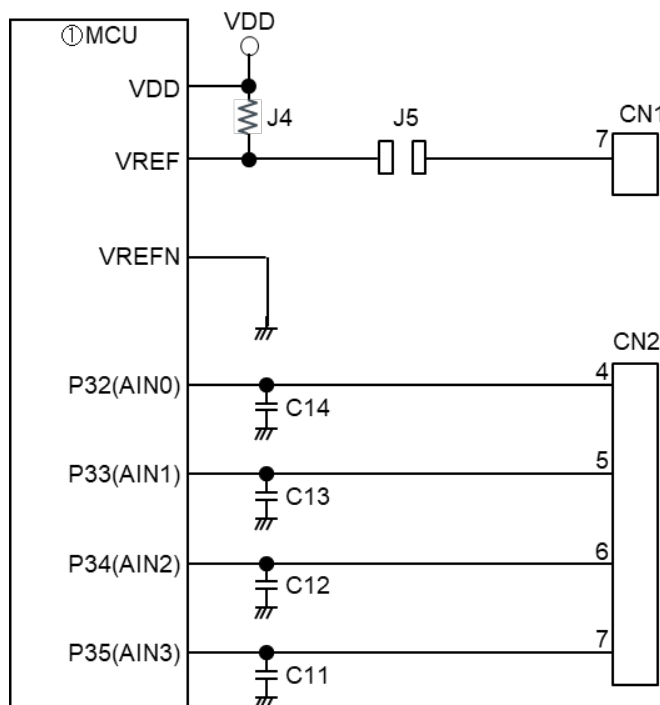 ①MCU
VDD
VDD
J4
J5
CN1
7
VREF
VREFN
CN2
P32(AIN0)
4
C14
P33(AIN1)
5
C13
P34(AIN2)
6
C12
P35(AIN3)
7
C11